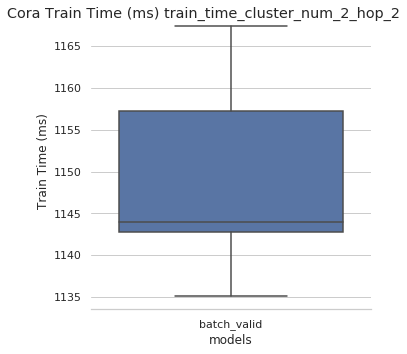 Cora Train Time (ms) train_time_cluster_num_2_hop_2
1165
1160
1155
1150
1145
1140
1135
Train Time (ms)
batch_valid
models